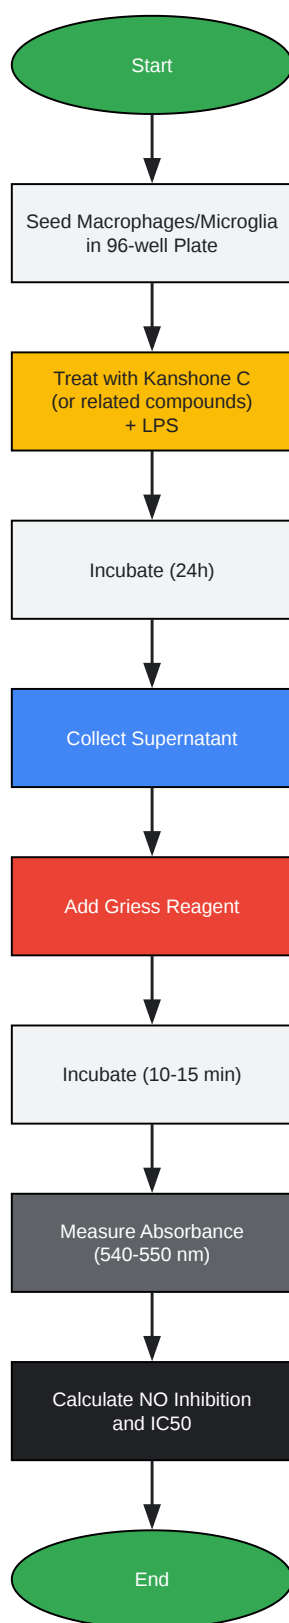 Start
Seed Macrophages/Microglia
in 96-well Plate
Treat with Kanshone C
(or related compounds)
+ LPS
Incubate (24h)
Collect Supernatant
Add Griess Reagent
Incubate (10-15 min)
Measure Absorbance
(540-550 nm)
Calculate NO Inhibition
and IC50
End